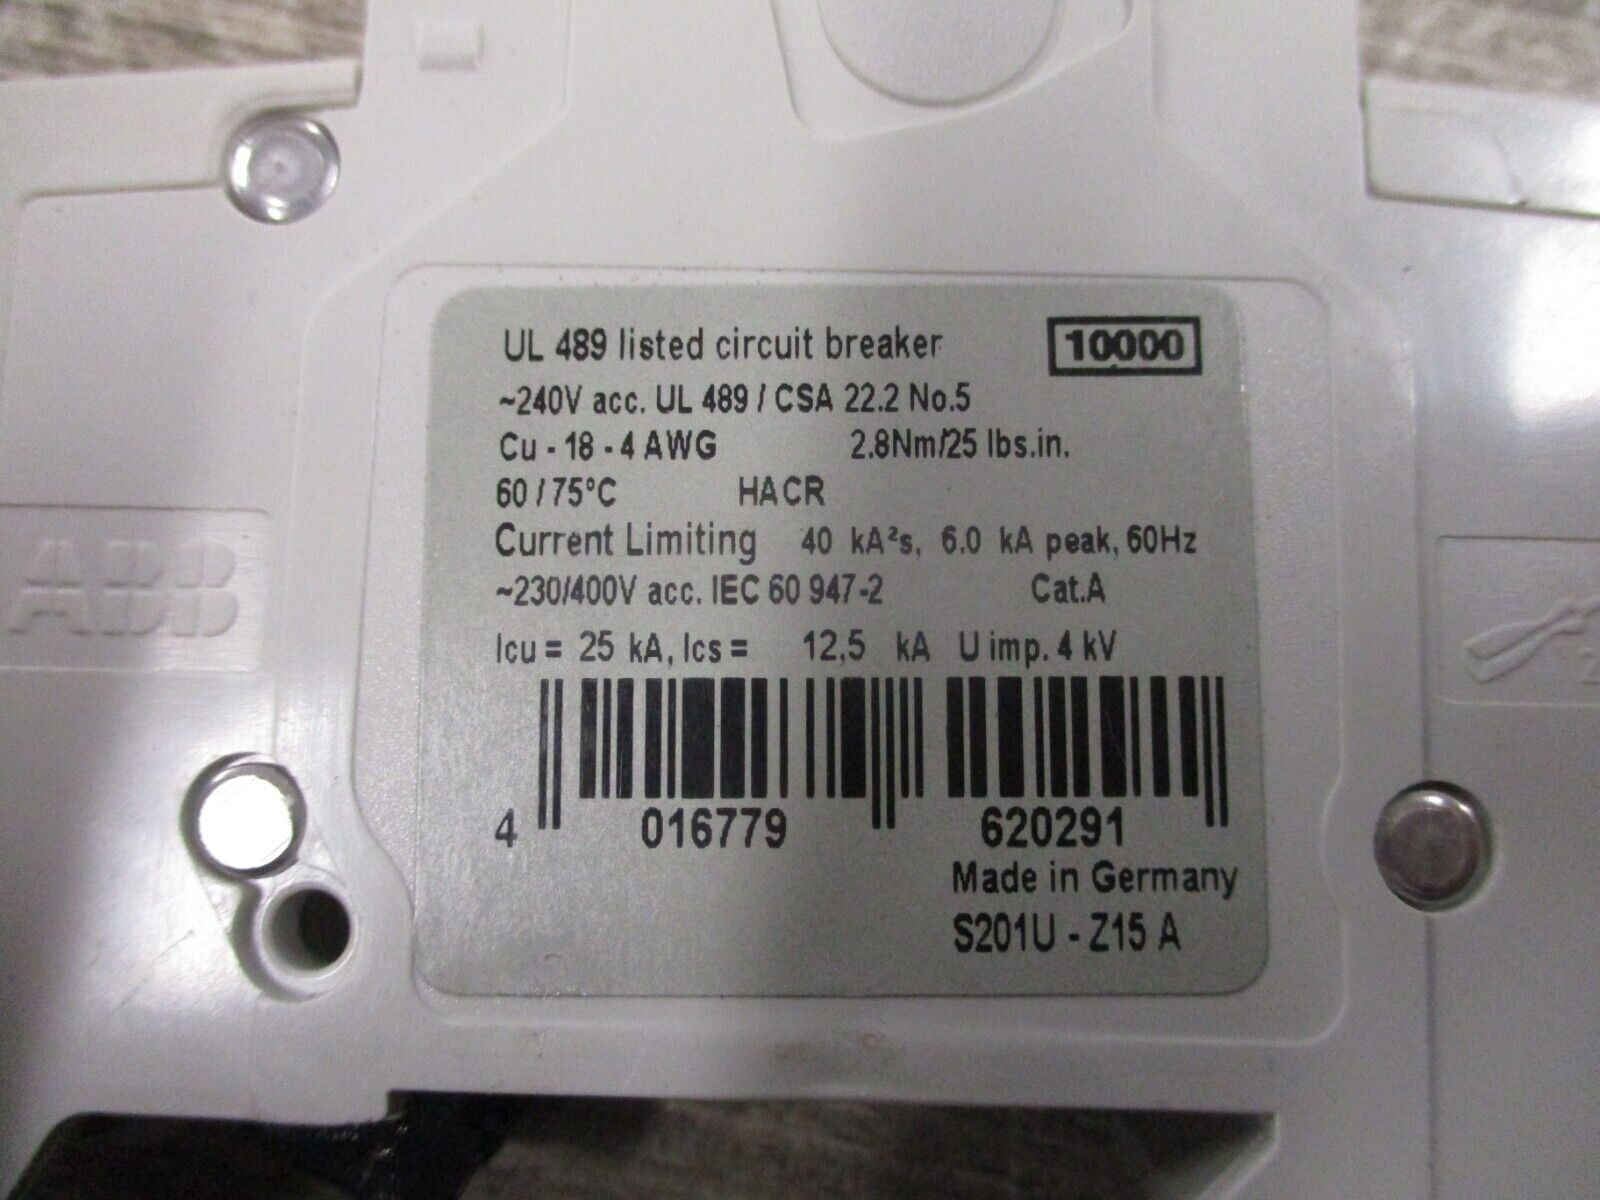 UL 489 listed circuit breaker 10000
~240V acc. UL 489 / CSA 22.2 No.5
Cu - 18 - 4 AWG 2.8Nm/25 lbs.in.
60 / 75°C HACR
Current Limiting 40 kA²s, 6.0 kA peak, 60Hz
ABB
~230/400V acc. IEC 60 947-2 Cat.A
Icu = 25 kA, Ics = 12,5 kA U imp. 4 kV
4 016779 620291
Made in Germany
S201U - Z15 A